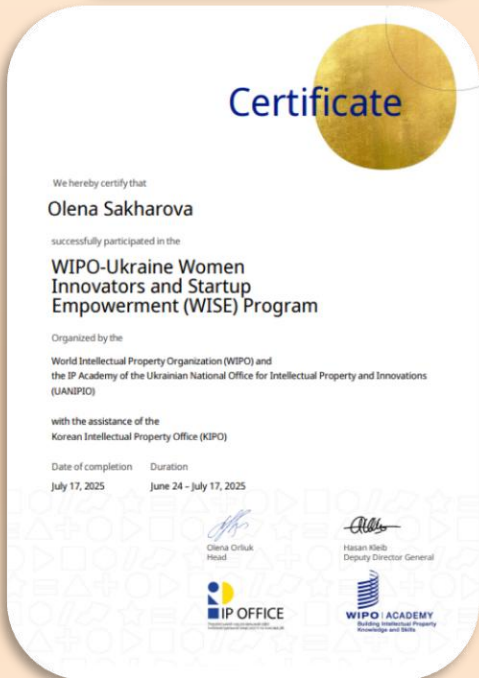 Certificate
We hereby certify that
Olena Sakharova
successfully participated in the
WIPO-Ukraine Women
Innovators and Startup
Empowerment (WISE) Program
Organized by the
World Intellectual Property Organization (WIPO) and
the IP Academy of the Ukrainian National Office for Intellectual Property and Innovations
(UANIPIO)
with the assistance of the
Korean Intellectual Property Office (KIPO)
Date of completion Duration
July 17, 2025 June 24 – July 17, 2025
Olena Orliuk Hasan Kleib
Head Deputy Director General
IP OFFICE
WIPO | ACADEMY
Building Intellectual Property
Knowledge and Skills